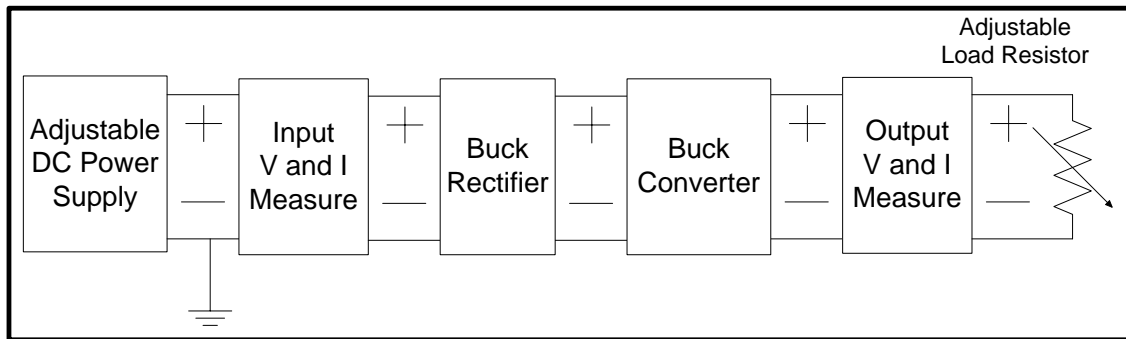 Adjustable
Load Resistor
Adjustable
DC Power
Supply
Input
V and I
Measure
Buck
Rectifier
Buck
Converter
Output
V and I
Measure